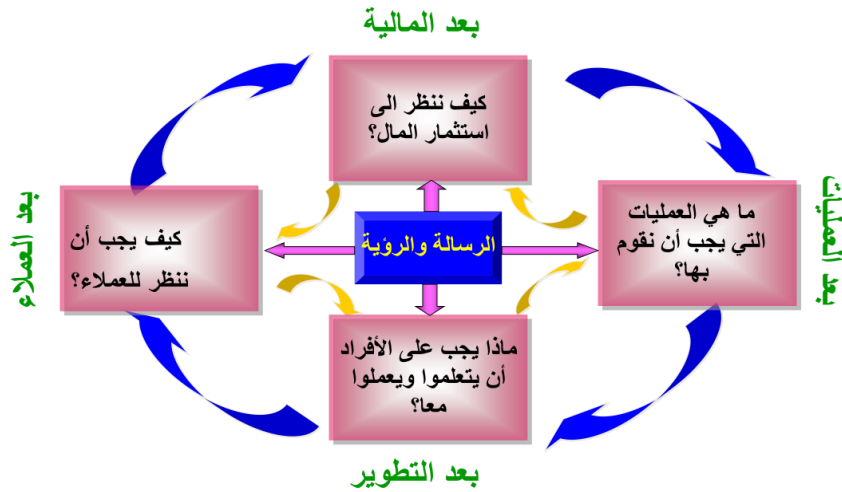 بعد المالية
كيف ننظر الى
استثمار المال؟
بعد العمليات
ما هي العمليات
التي يجب أن نقوم
بها؟
الرسالة والرؤية
بعد العملاء
كيف يجب أن
ننظر للعملاء؟
ماذا يجب على الأفراد
أن يتعلموا ويعملوا
معا؟
بعد التطوير